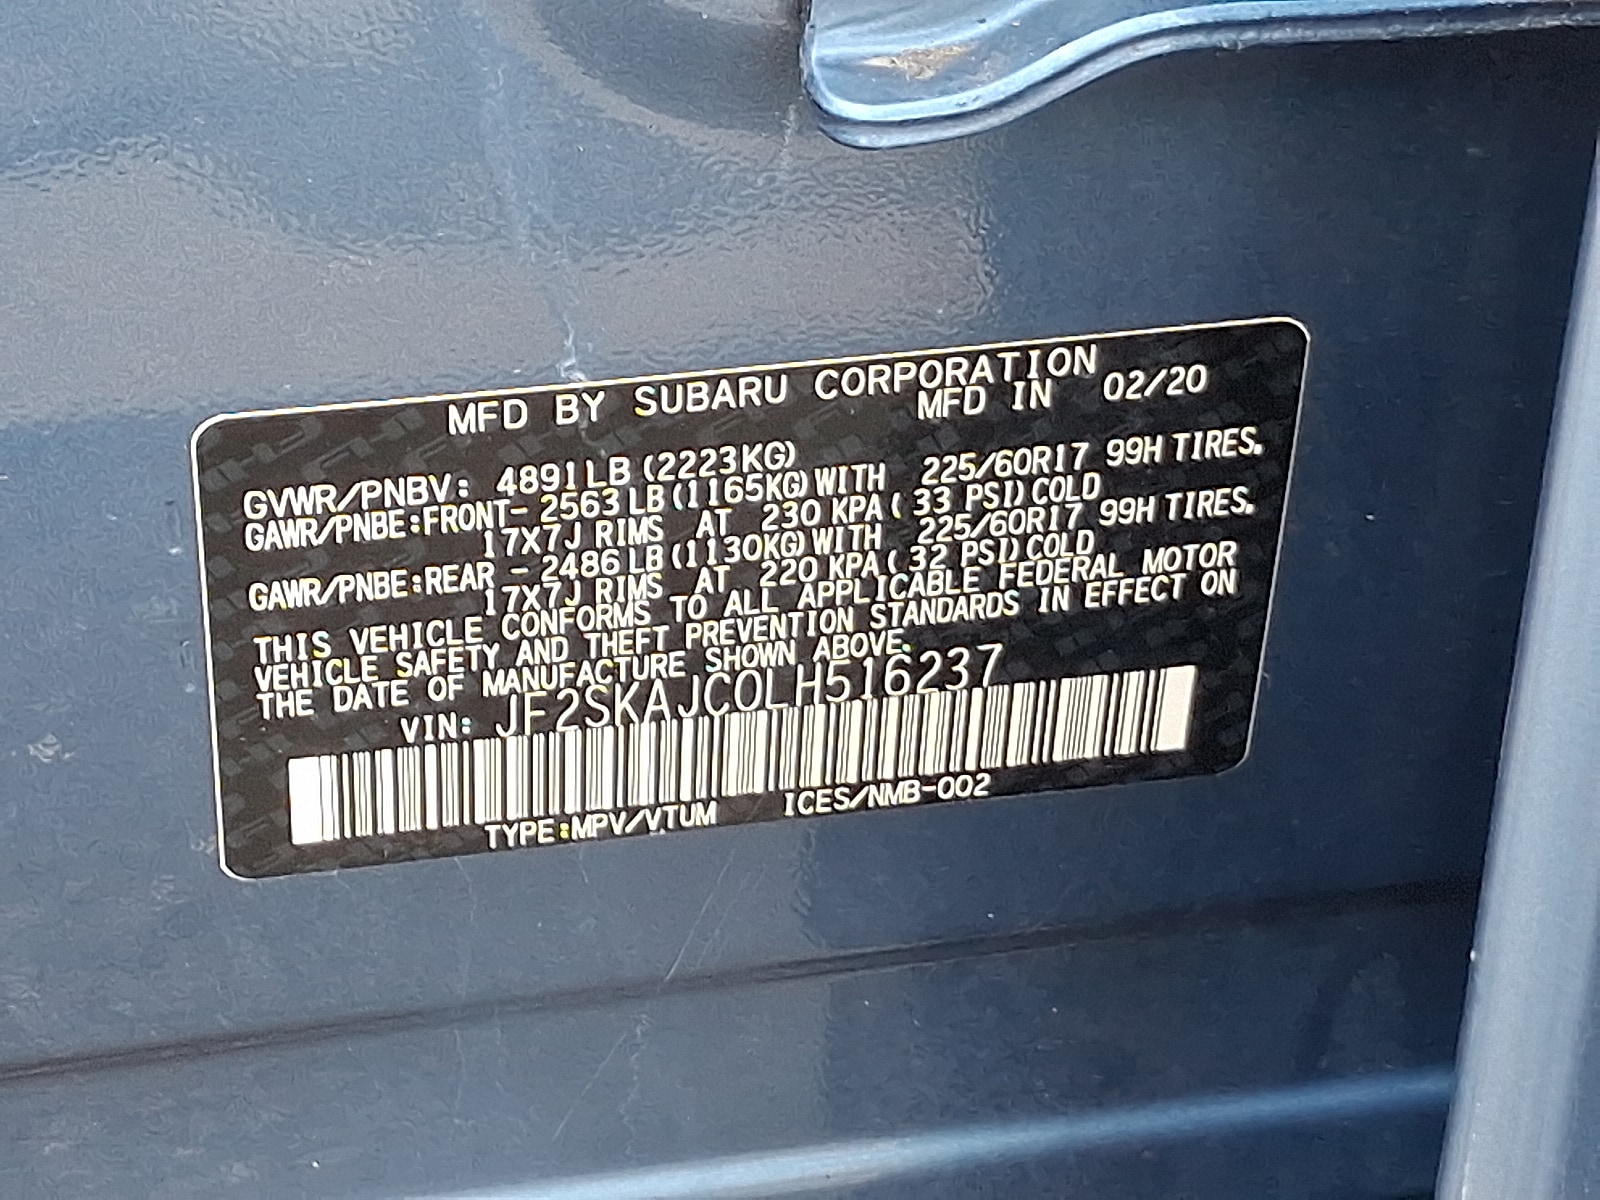 MFD BY SUBARU CORPORATION
MFD IN 02/20
GVWR/PNBV: 4891LB (2223KG)
GAWR/PNBE:FRONT- 2563 LB (1165KG) WITH 225/60R17 99H TIRES.
17X7J RIMS AT 230 KPA ( 33 PSI) COLD
GAWR/PNBE:REAR - 2486 LB (1130KG) WITH 225/60R17 99H TIRES.
17X7J RIMS AT 220 KPA ( 32 PSI) COLD
THIS VEHICLE CONFORMS TO ALL APPLICABLE FEDERAL MOTOR
VEHICLE SAFETY AND THEFT PREVENTION STANDARDS IN EFFECT ON
THE DATE OF MANUFACTURE SHOWN ABOVE.
VIN: JF2SKAJC0LH516237
TYPE:MPV/VTUM ICES/NMB-002